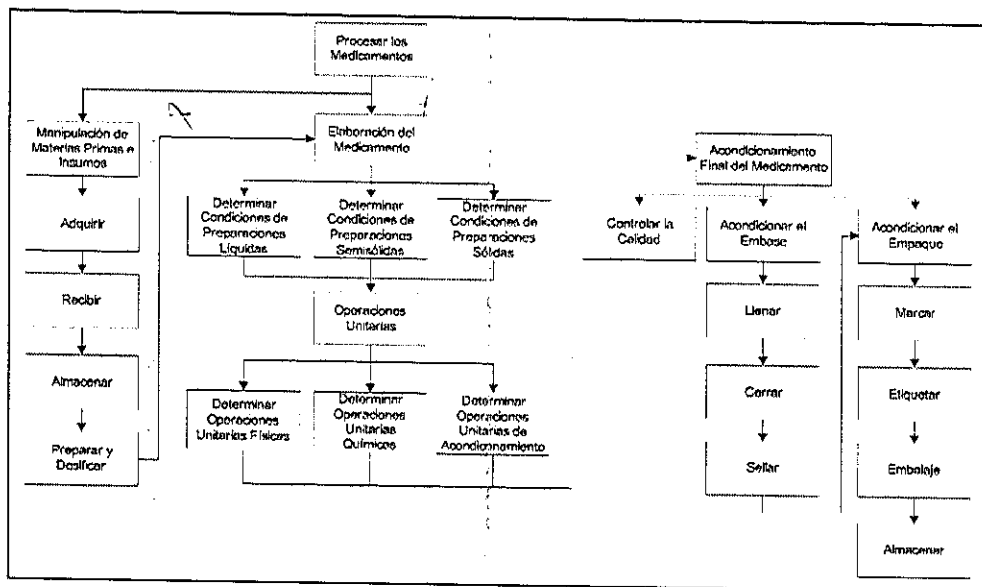 Procesar los
Medicamentos
Manipulación de
Materias Primas e
Insumos
Adquirir
Recibir
Almacenar
Preparar y
Dosificar
Elaboración del
Medicamento
Determinar
Condiciones de
Preparaciones
Líquidas
Determinar
Condiciones de
Preparaciones
Semisólidas
Determinar
Condiciones de
Preparaciones
Sólidas
Operaciones
Unitarias
Determinar
Operaciones
Unitarias Físicas
Determinar
Operaciones
Unitarias
Químicos
Determinar
Operaciones
Unitarias de
Acondicionamiento
Acondicionamiento
Final del Medicamento
Controlar la
Calidad
Acondicionar el
Embase
Llenar
Cerrar
Sellar
Acondicionar el
Empaque
Marcar
Etiquetar
Embalaje
Almacenar